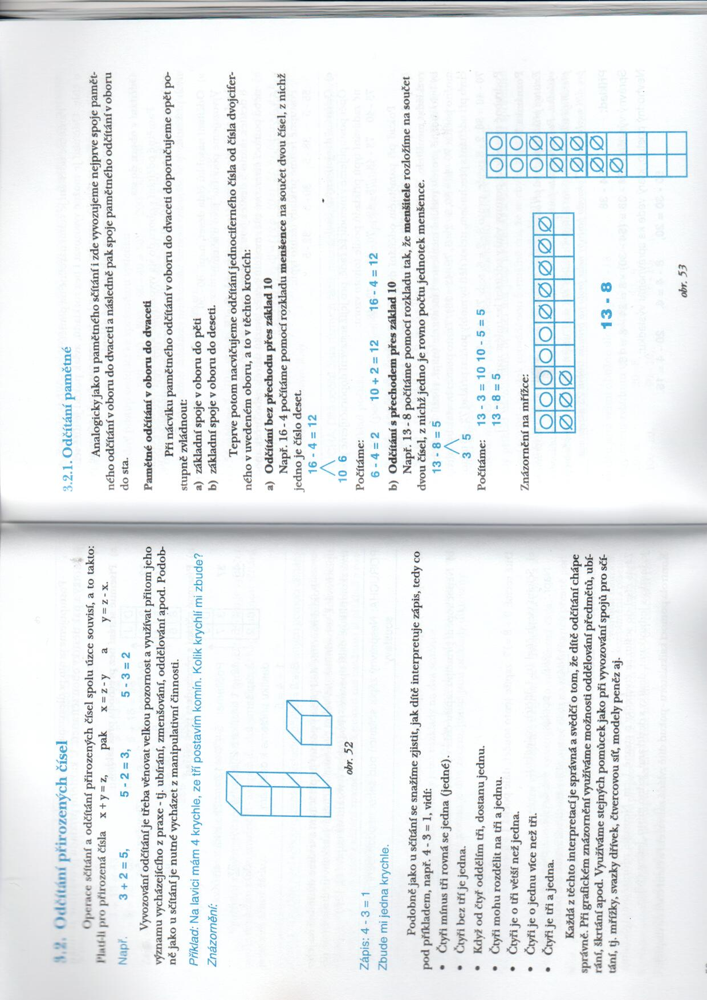 3.2. Odčítání přirozených čísel
Operace sčítání a odčítání přirozených čísel spolu úzce souvisí, a to takto:
Platí-li pro přirozená čísla x + y = z, pak x = z - y a y = z - x.
Např. 3 + 2 = 5, 5 - 2 = 3, 5 - 3 = 2
Vyvozování odčítání je třeba věnovat velkou pozornost a využívat přitom jeho
významu vycházejícího z praxe - tj. ubírání, zmenšování, oddělování apod. Podob-
ně jako u sčítání je nutné vycházet z manipulativní činnosti.
Příklad: Na lavici mám 4 krychle, ze tří postavím komín. Kolik krychlí mi zbude?
Znázornění:
obr. 52
Zápis: 4 - 3 = 1
Zbude mi jedna krychle.
Podobně jako u sčítání se snažíme zjistit, jak dítě interpretuje zápis, tedy co
pod příkladem, např. 4 - 3 = 1, vidí:
• Čtyři mínus tři rovná se jedna (jedné).
• Čtyři bez tří je jedna.
• Když od čtyř oddělím tři, dostanu jednu.
• Čtyři mohu rozdělit na tři a jednu.
• Čtyři je o tři větší než jedna.
• Čtyři je o jednu více než tři.
• Čtyři je tři a jedna.
Každá z těchto interpretací je správná a svědčí o tom, že dítě odčítání chápe
správně. Při grafickém znázornění využíváme možnosti oddělování předmětů, ubí-
rání, škrtání apod. Využíváme stejných pomůcek jako při vyvozování spojů pro sčí-
tání, tj. mřížky, svazky dřívek, čtvercovou síť, modely peněz aj.
3.2.1. Odčítání pamětné
Analogicky jako u pamětného sčítání i zde vyvozujeme nejprve spoje pamět-
ného odčítání v oboru do dvaceti a následně pak spoje pamětného odčítání v oboru
do sta.
Pamětné odčítání v oboru do dvaceti
Při nácviku pamětného odčítání v oboru do dvaceti doporučujeme opět po-
stupně zvládnout:
a) základní spoje v oboru do pěti
b) základní spoje v oboru do deseti.
Teprve potom nacvičujeme odčítání jednociferného čísla od čísla dvojcifer-
ného v uvedeném oboru, a to v těchto krocích:
a) Odčítání bez přechodu přes základ 10
Např. 16 - 4 počítáme pomocí rozkladu menšence na součet dvou čísel, z nichž
jedno je číslo deset.
16 - 4 = 12
10 6
Počítáme:
6 - 4 = 2 10 + 2 = 12 16 - 4 = 12
b) Odčítání s přechodem přes základ 10
Např. 13 - 8 počítáme pomocí rozkladu tak, že menšitele rozložíme na součet
dvou čísel, z nichž jedno je rovno počtu jednotek menšence.
13 - 8 = 5
3 5
Počítáme: 13 - 3 = 10 10 - 5 = 5
13 - 8 = 5
Znázornění na mřížce:
13 - 8
obr. 53